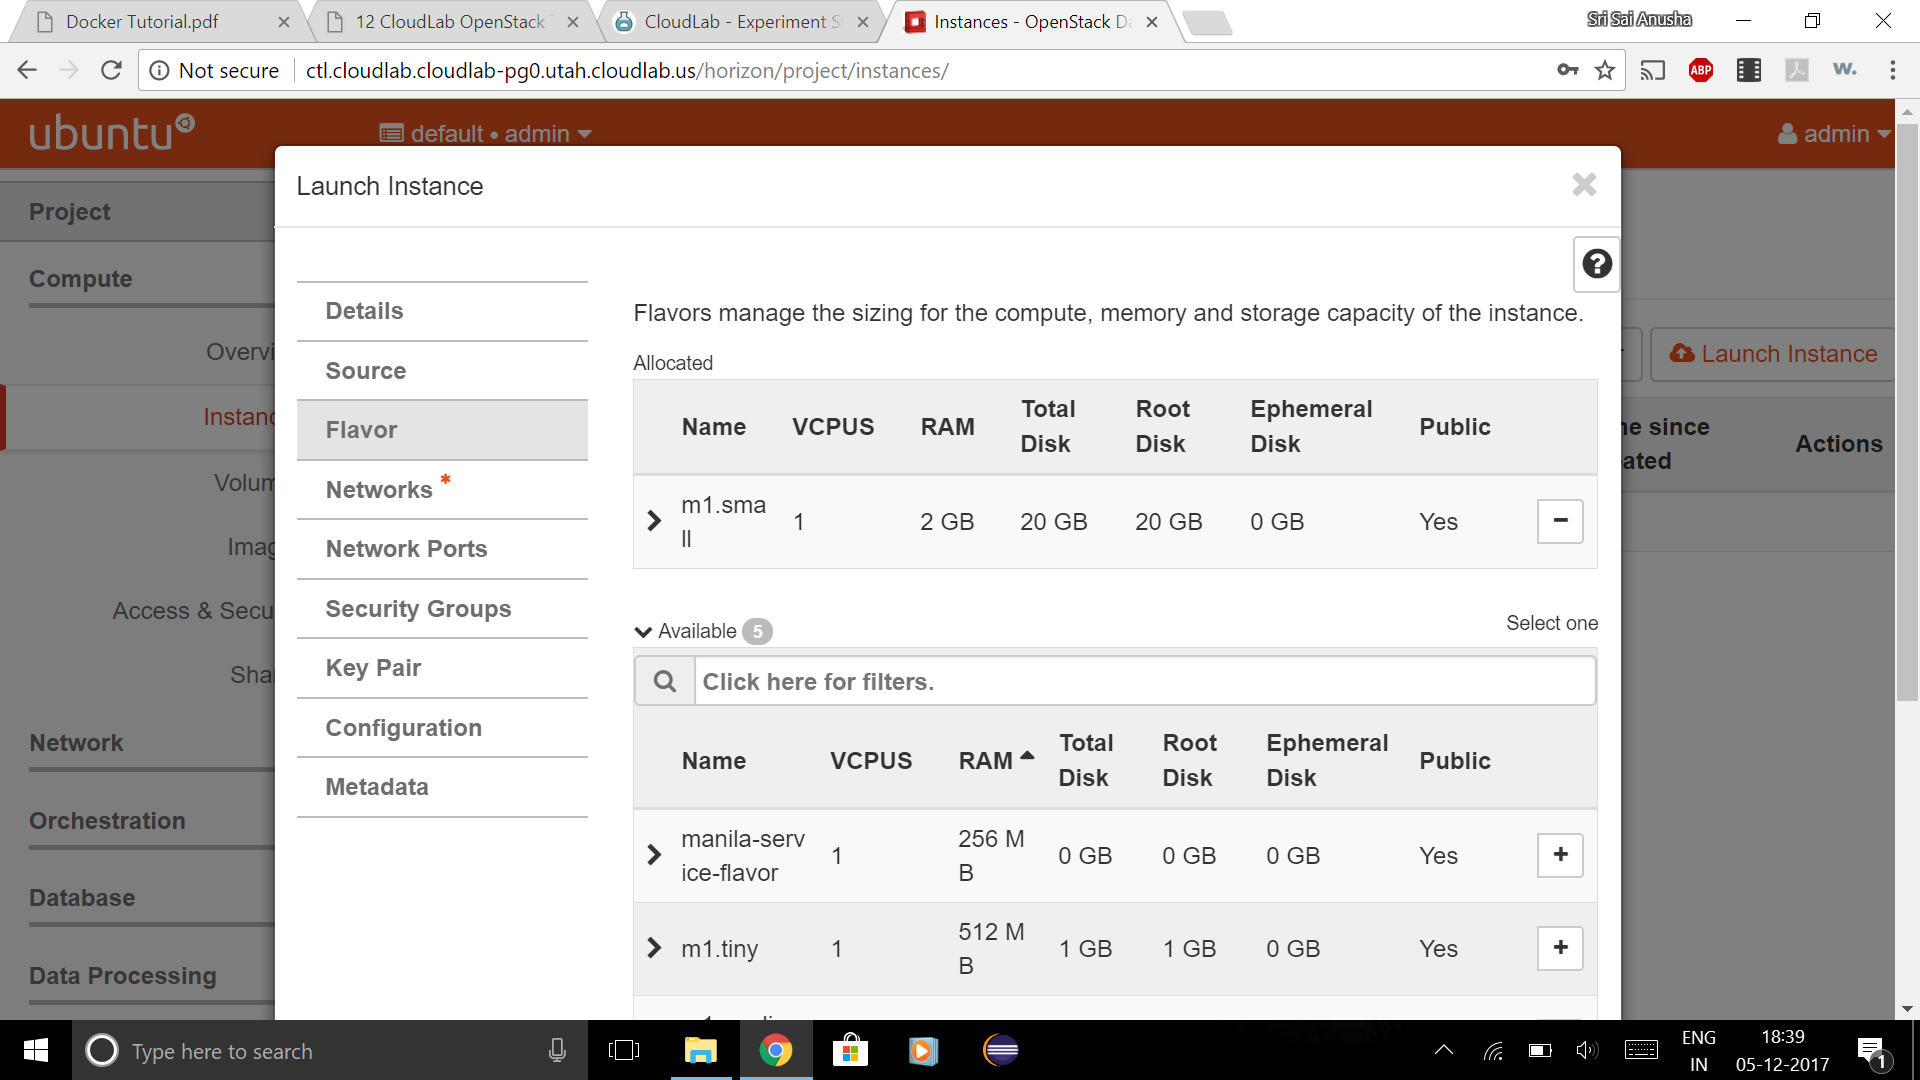 Docker Tutorial.pdf
12 CloudLab OpenStack
CloudLab - Experiment S
Instances - OpenStack Da
Sri Sai Anusha
Not secure
ctl.cloudlab.cloudlab-pg0.utah.cloudlab.us/horizon/project/instances/
ABP
w.
ubuntu
default • admin
admin
Launch Instance
Project
Compute
Overvi
Instanc
Volum
Imag
Access & Secu
Sha
Network
Orchestration
Database
Data Processing
Details
Source
Flavor
Networks *
Network Ports
Security Groups
Key Pair
Configuration
Metadata
?
Flavors manage the sizing for the compute, memory and storage capacity of the instance.
Allocated
Name VCPUS RAM Total Disk Root Disk Ephemeral Disk Public
m1.sma
ll
1 2 GB 20 GB 20 GB 0 GB Yes
Available 5
Select one
Click here for filters.
Name VCPUS RAM Total Disk Root Disk Ephemeral Disk Public
manila-serv
ice-flavor
1 256 M
B
0 GB 0 GB 0 GB Yes
m1.tiny 1 512 M
B
1 GB 1 GB 0 GB Yes
Launch Instance
ne since
ated
Actions
Type here to search
ENG
IN
18:39
05-12-2017
1